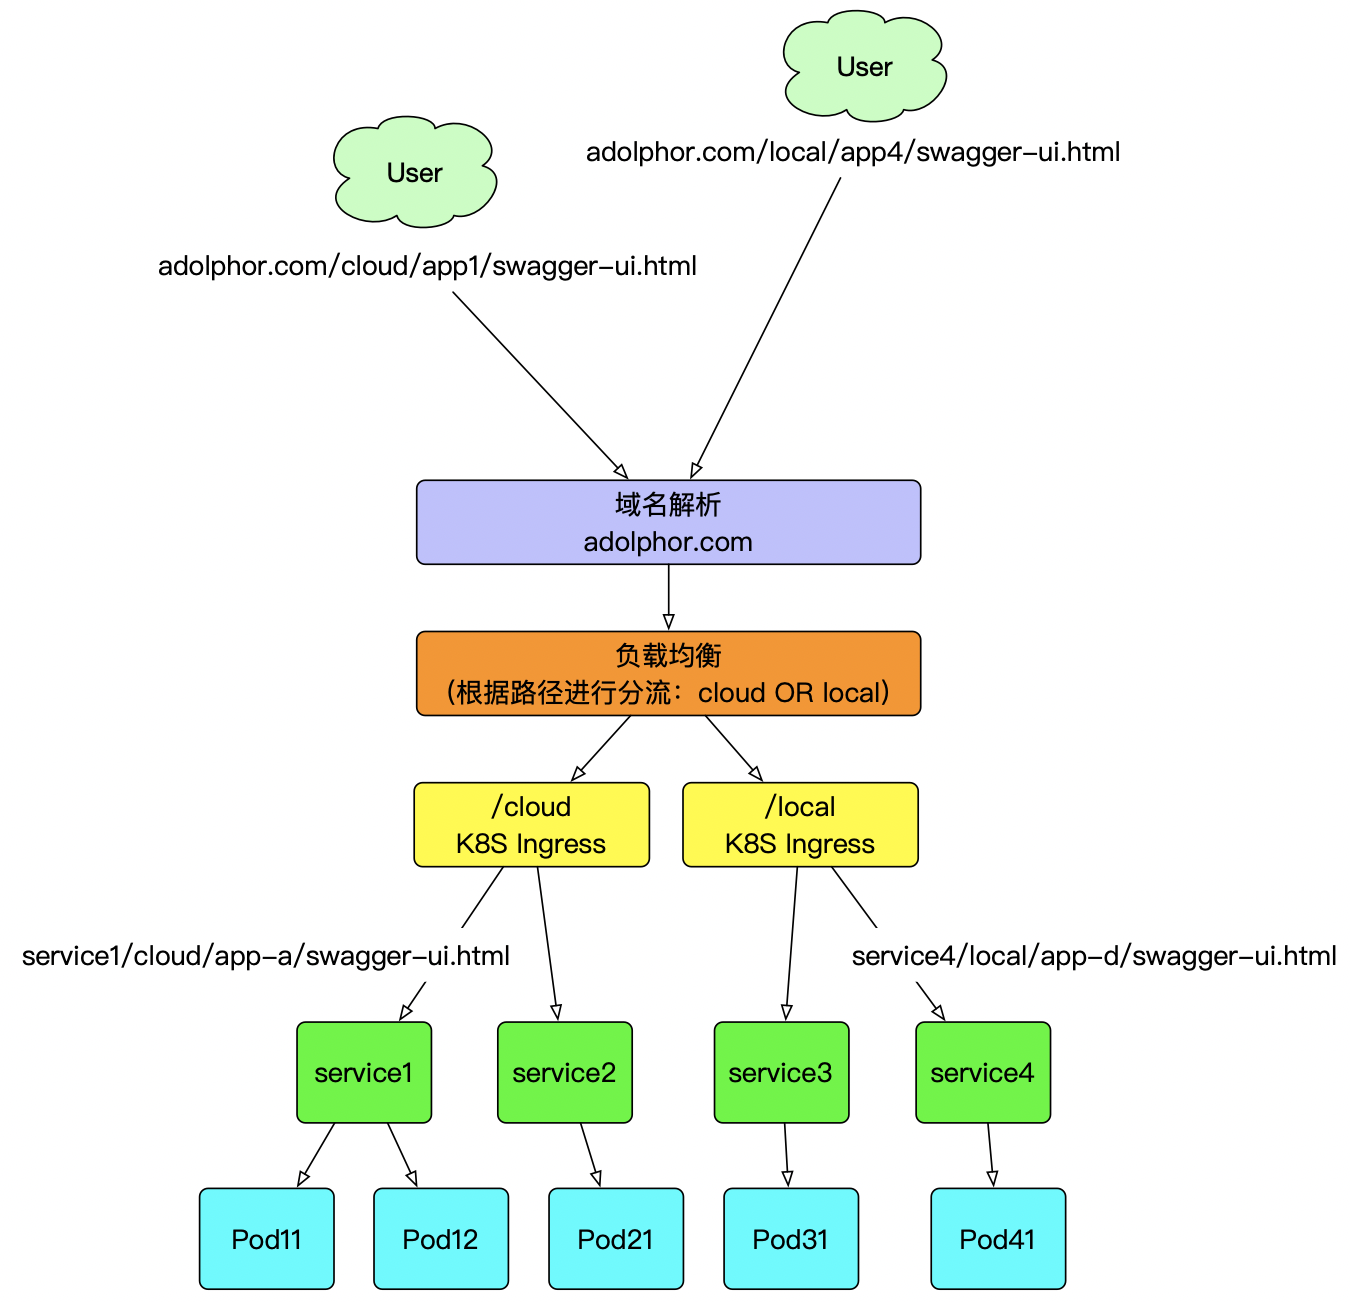 User
adolphor.com/local/app4/swagger-ui.html
User
adolphor.com/cloud/app1/swagger-ui.html
域名解析
adolphor.com
负载均衡
（根据路径进行分流：cloud OR local）
/cloud
K8S Ingress
/local
K8S Ingress
service1/cloud/app-a/swagger-ui.html
service4/local/app-d/swagger-ui.html
service1
service2
service3
service4
Pod11
Pod12
Pod21
Pod31
Pod41